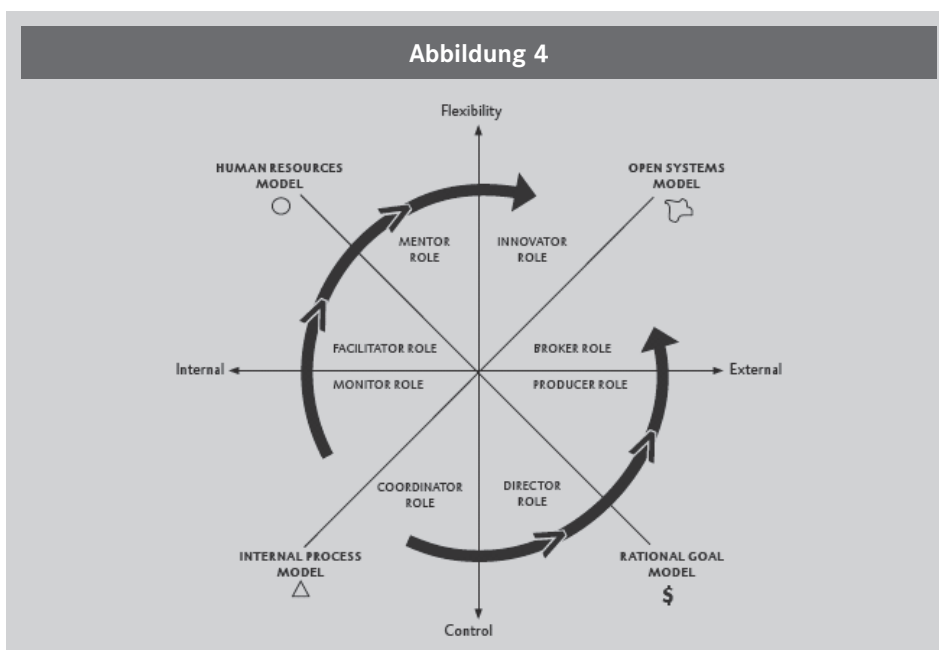 Abbildung 4
Flexibility
HUMAN RESOURCES
MODEL
OPEN SYSTEMS
MODEL
MENTOR
ROLE
INNOVATOR
ROLE
FACILITATOR ROLE
BROKER ROLE
Internal
External
MONITOR ROLE
PRODUCER ROLE
COORDINATOR
ROLE
DIRECTOR
ROLE
INTERNAL PROCESS
MODEL
RATIONAL GOAL
MODEL
$
Control